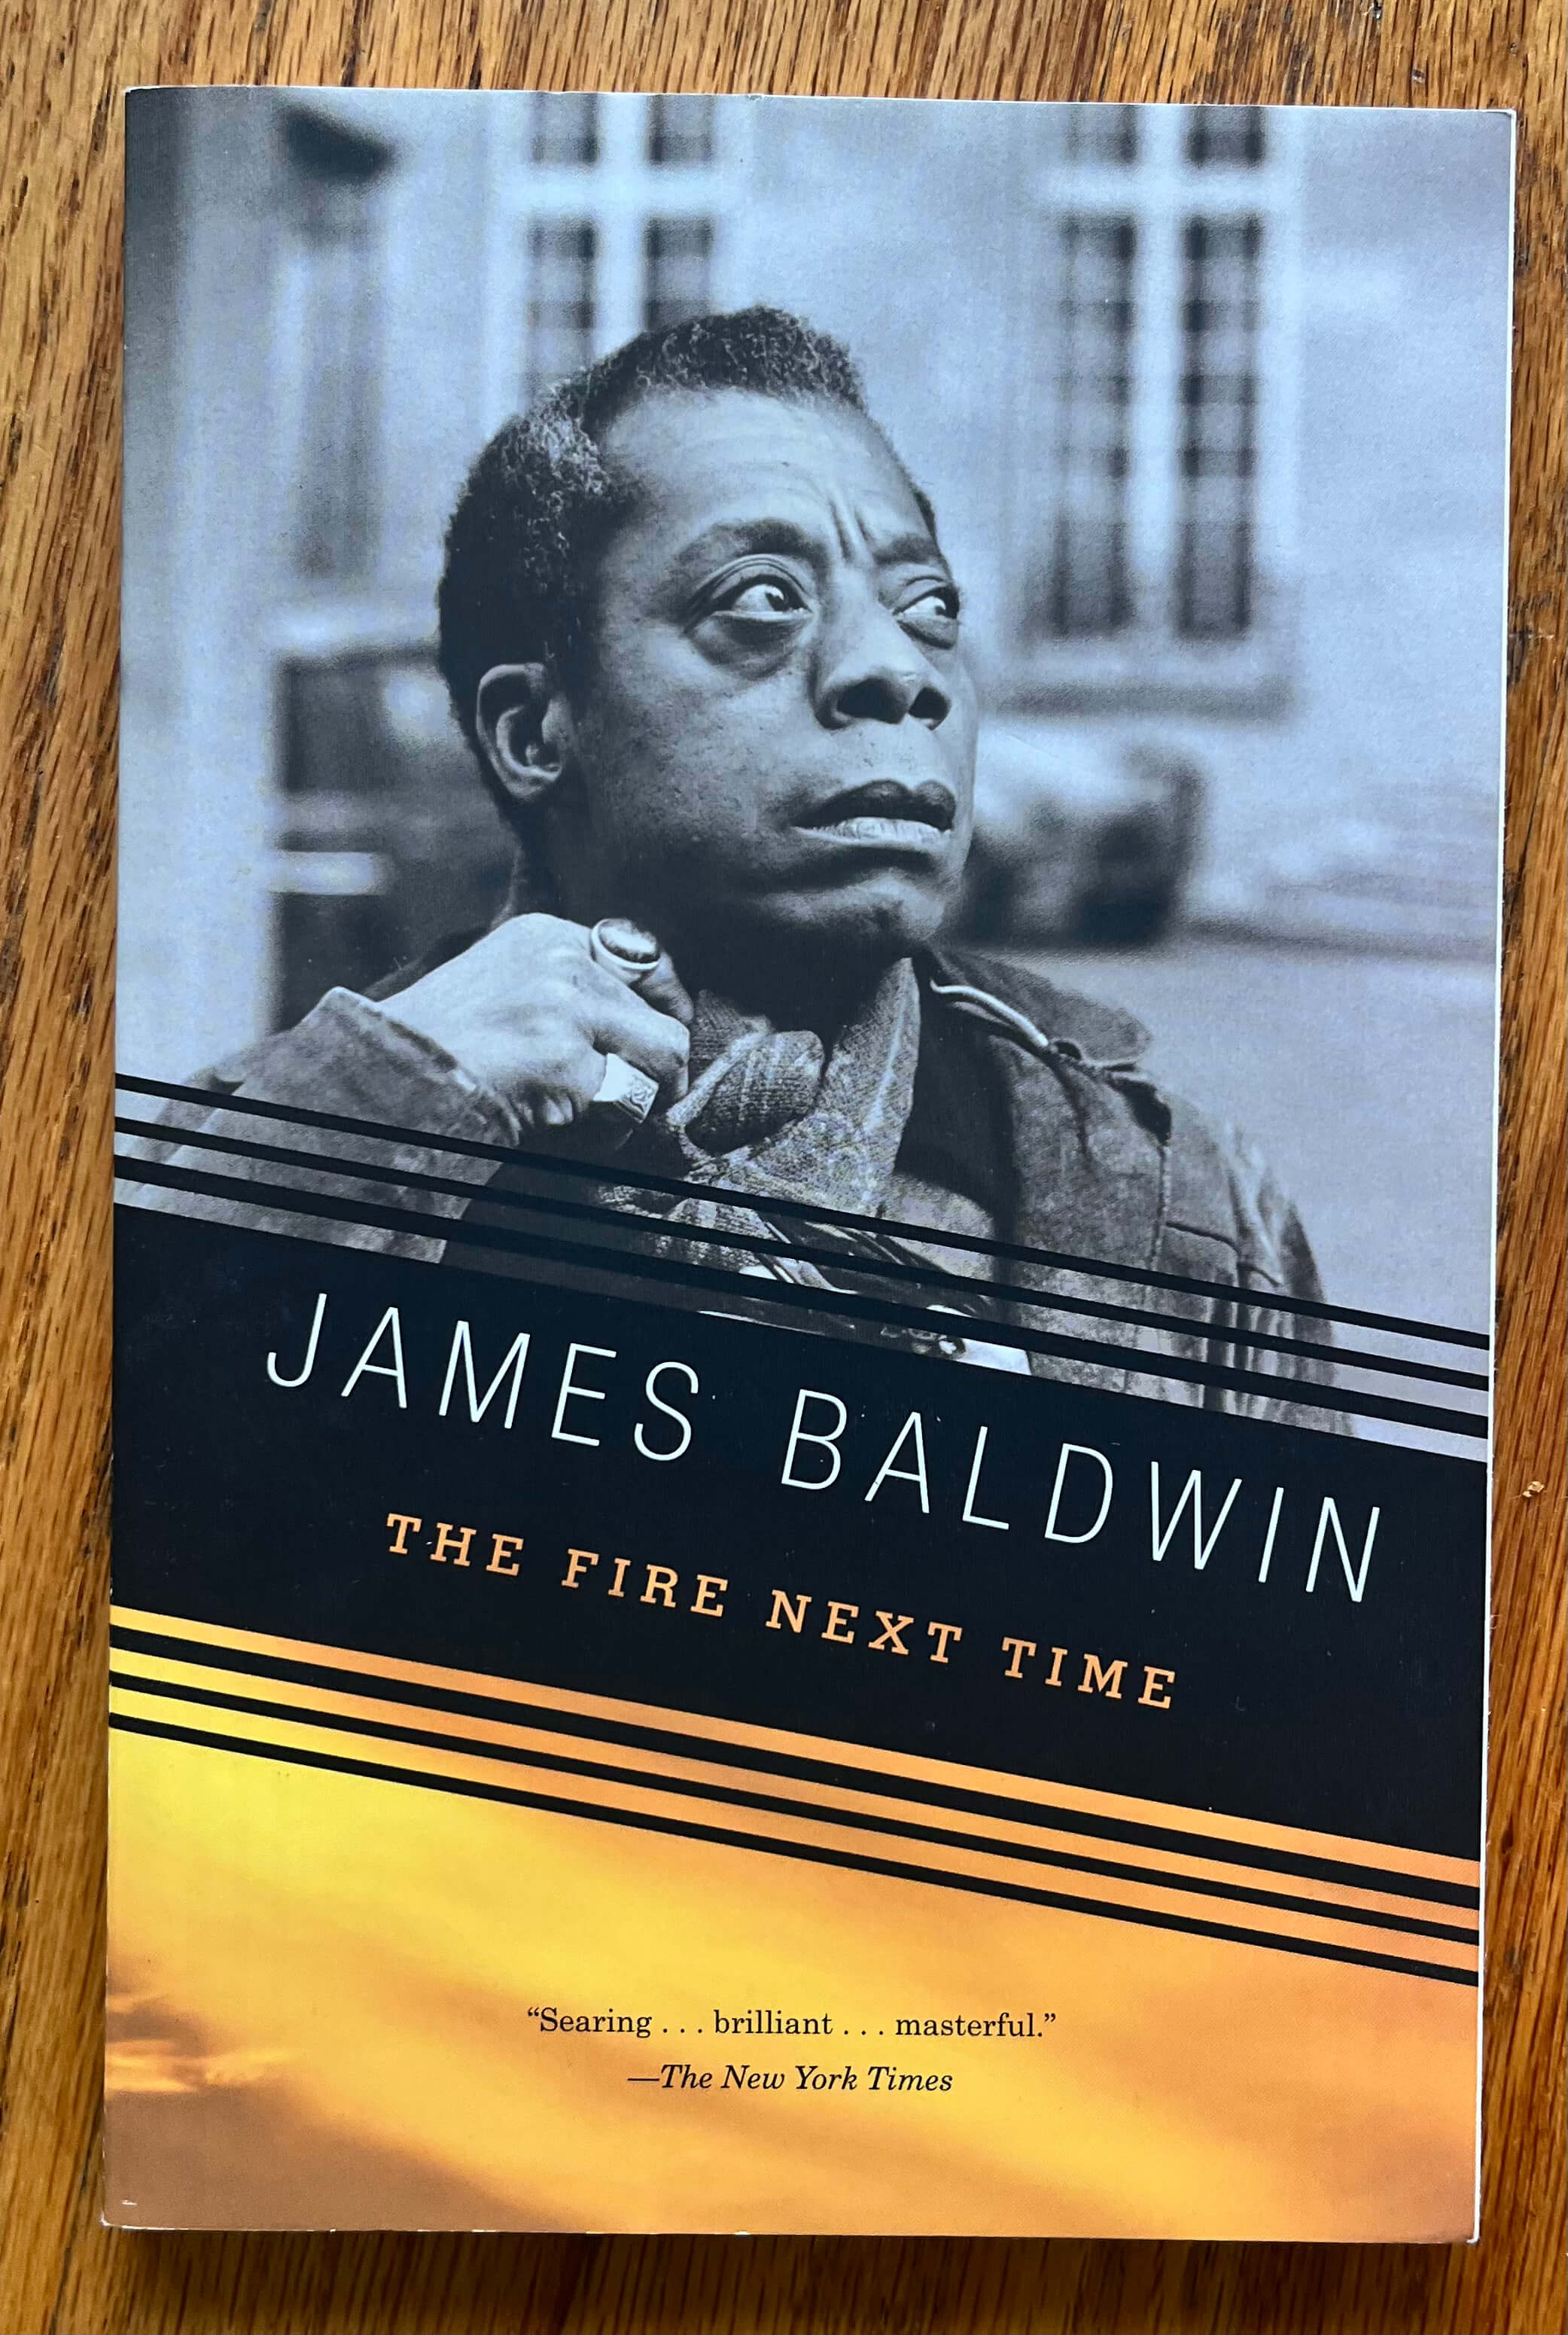 JAMES BALDWIN
THE FIRE NEXT TIME
“Searing . . . brilliant . . . masterful.”
—The New York Times